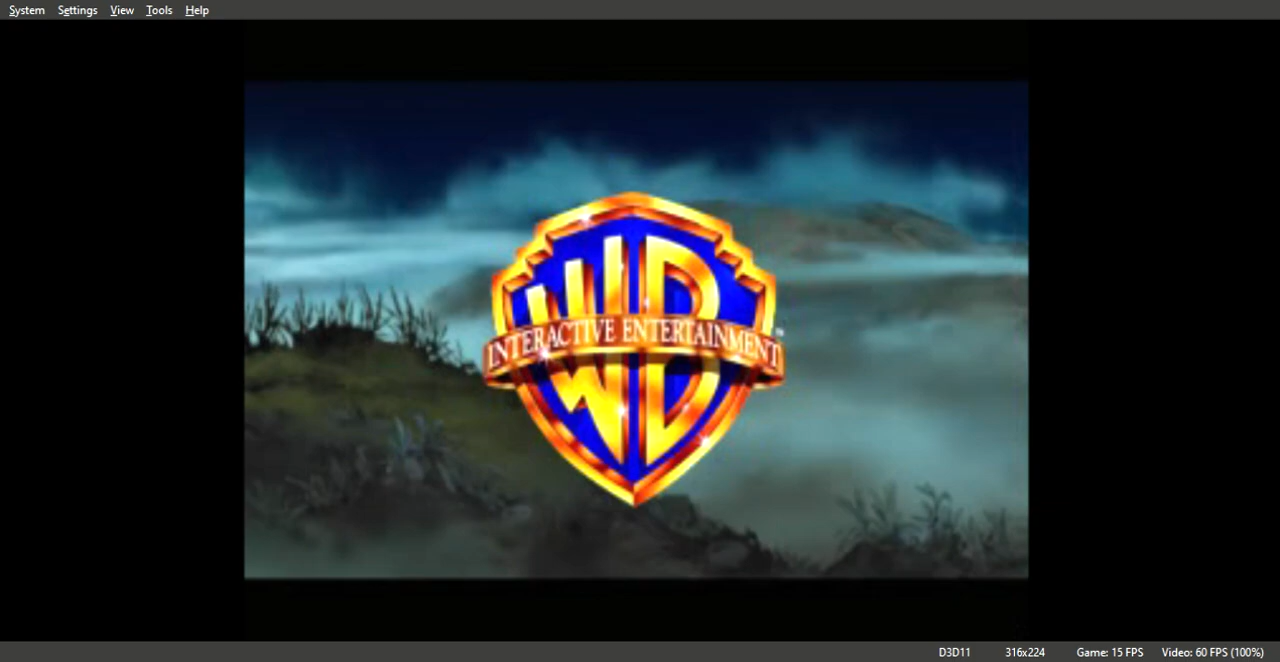 System Settings View Tools Help
WB
INTERACTIVE ENTERTAINMENT
D3D11 316x224 Game: 15 FPS Video: 60 FPS (100%)